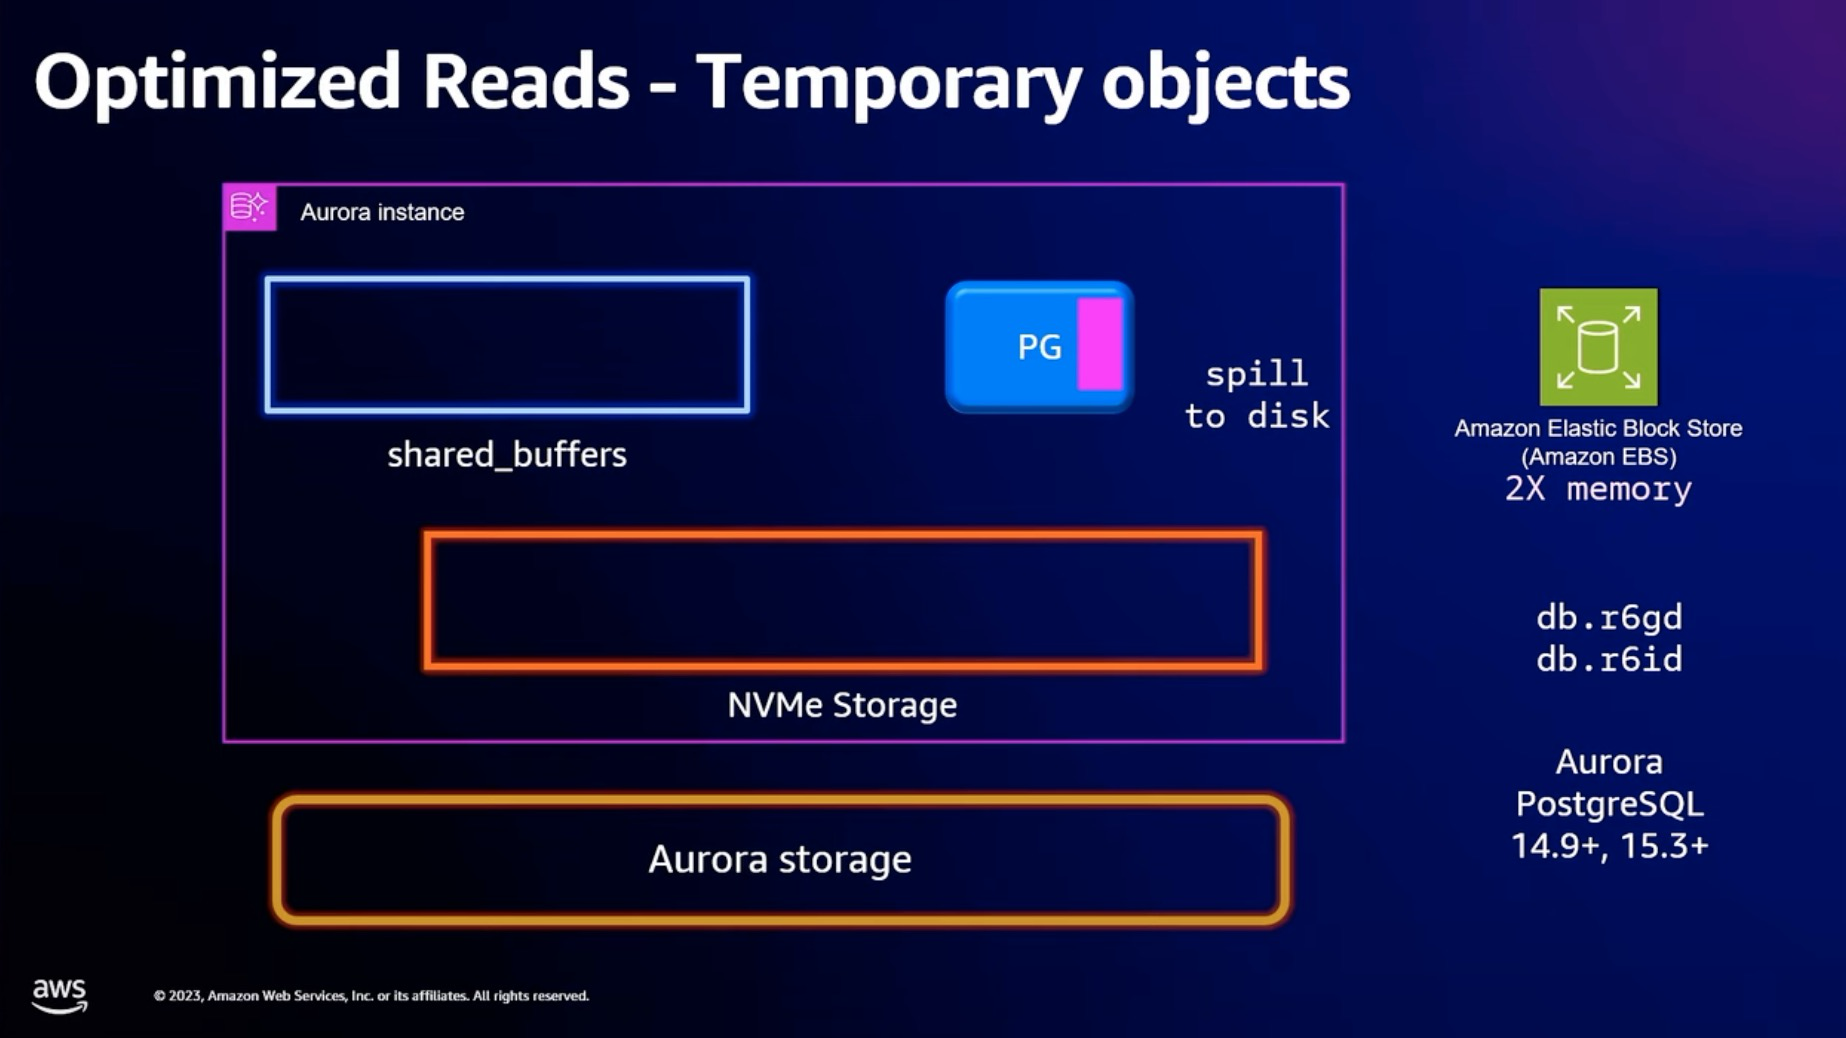 Optimized Reads - Temporary objects
Aurora instance
PG
spill
to disk
shared_buffers
NVMe Storage
Aurora storage
Amazon Elastic Block Store
(Amazon EBS)
2X memory
db.r6gd
db.r6id
Aurora
PostgreSQL
14.9+, 15.3+
aws
© 2023, Amazon Web Services, Inc. or its affiliates. All rights reserved.